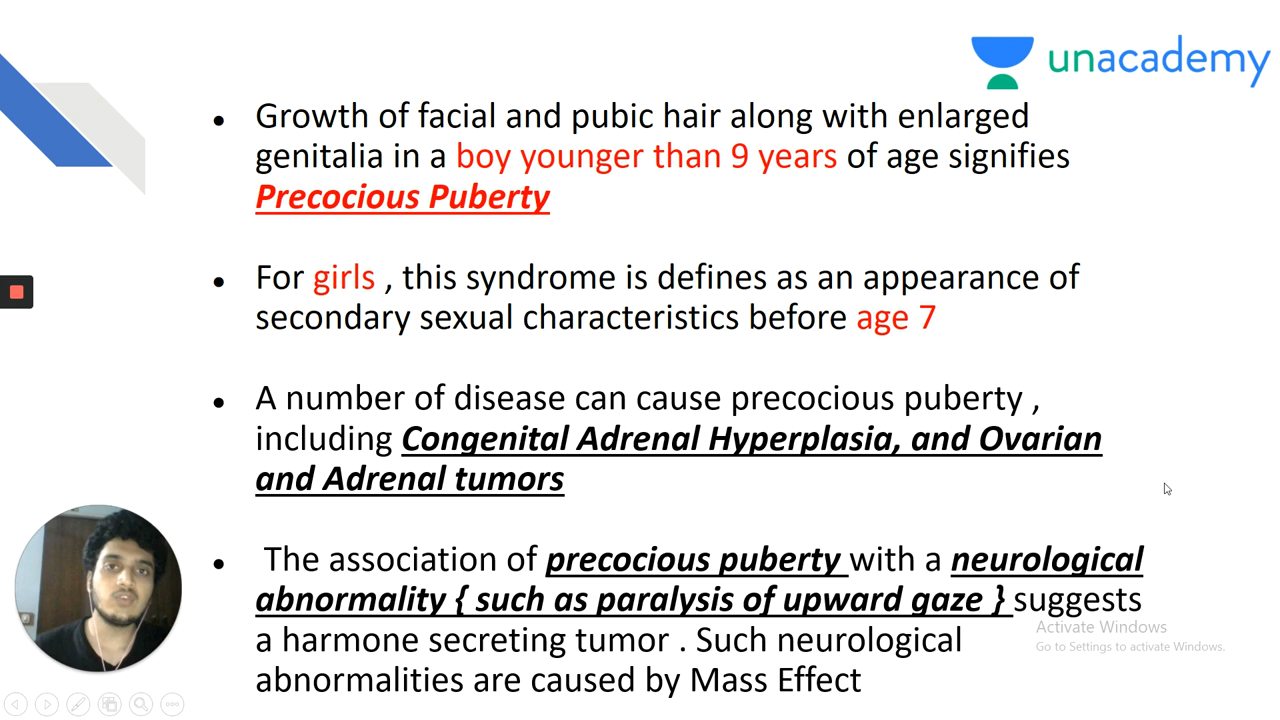 unacademy
Growth of facial and pubic hair along with enlarged
genitalia in a boy younger than 9 years of age signifies
Precocious Puberty
For girls , this syndrome is defines as an appearance of
secondary sexual characteristics before age 7
A number of disease can cause precocious puberty ,
including Congenital Adrenal Hyperplasia, and Ovarian
and Adrenal tumors
The association of precocious puberty with a neurological
abnormality { such as paralysis of upward gaze } suggests
a harmone secreting tumor . Such neurological
abnormalities are caused by Mass Effect
Activate Windows
Go to Settings to activate Windows.